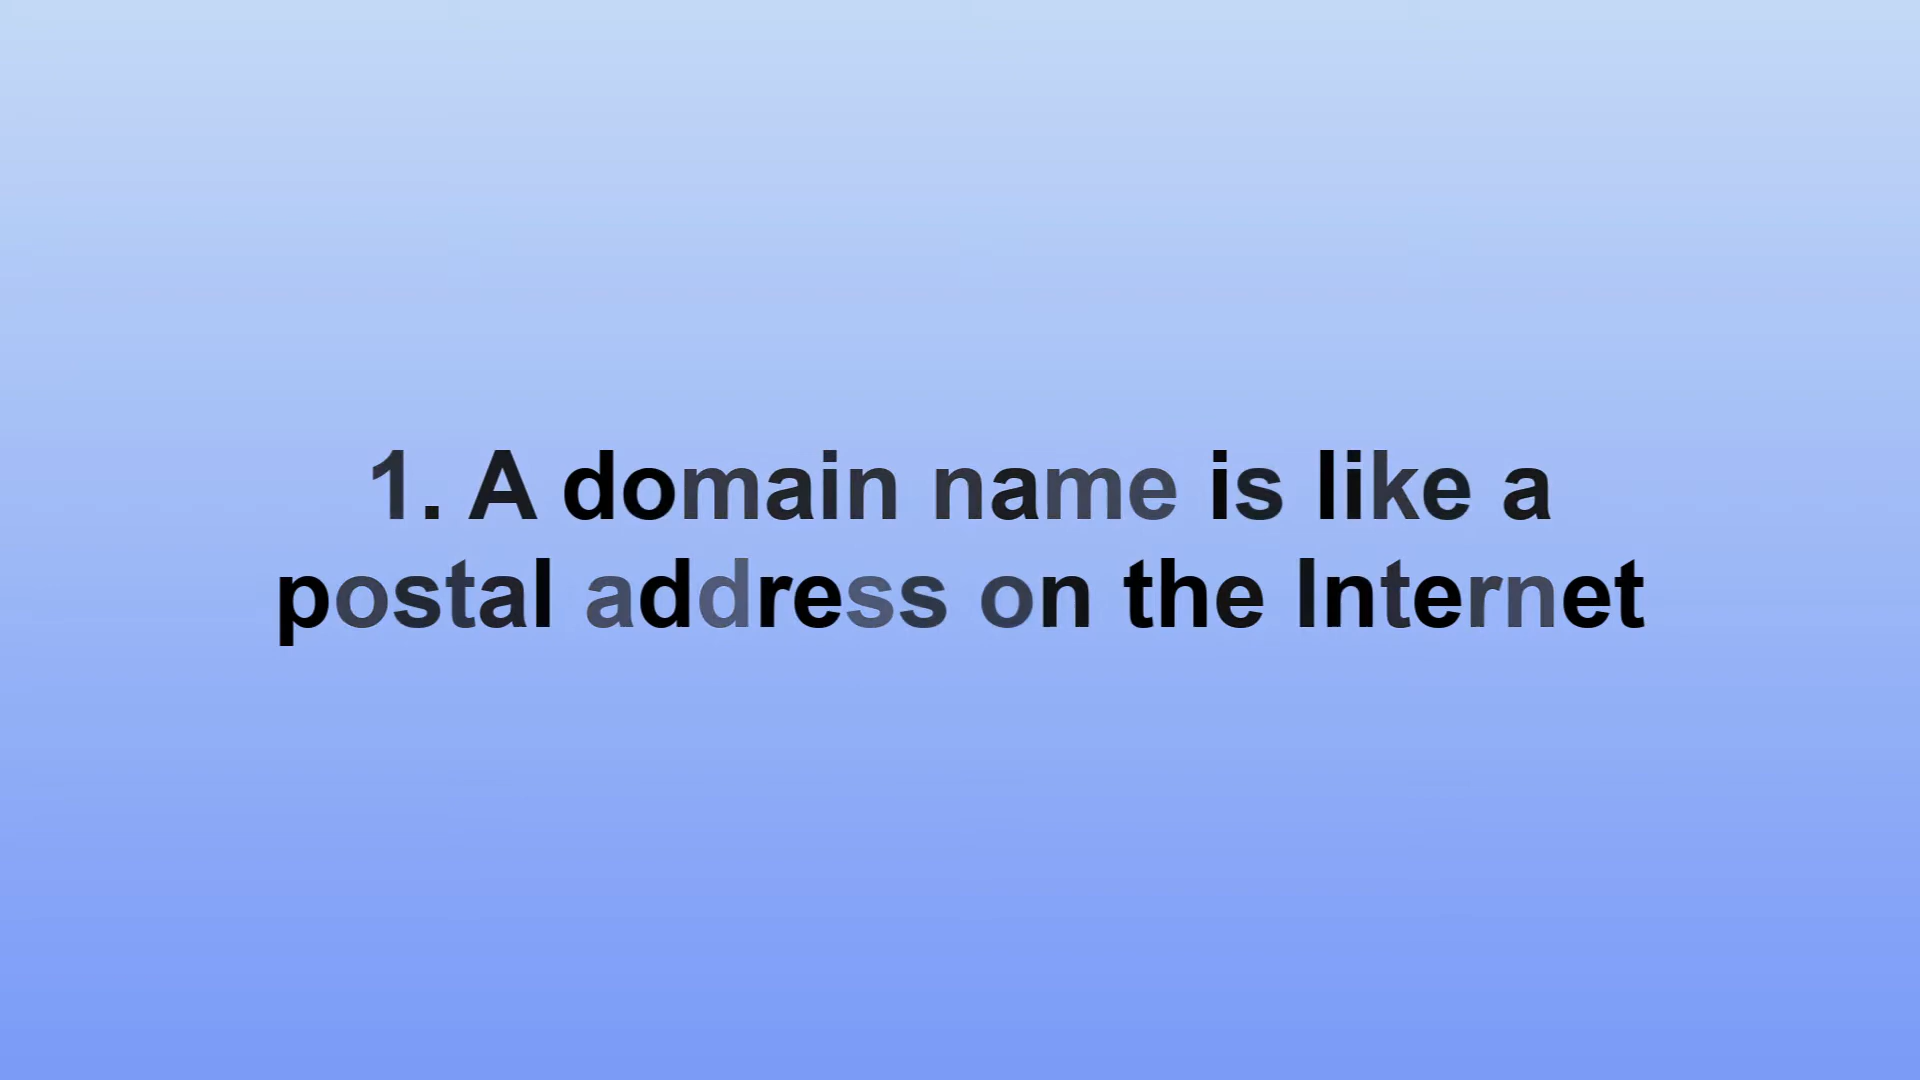 1. A domain name is like a
postal address on the Internet